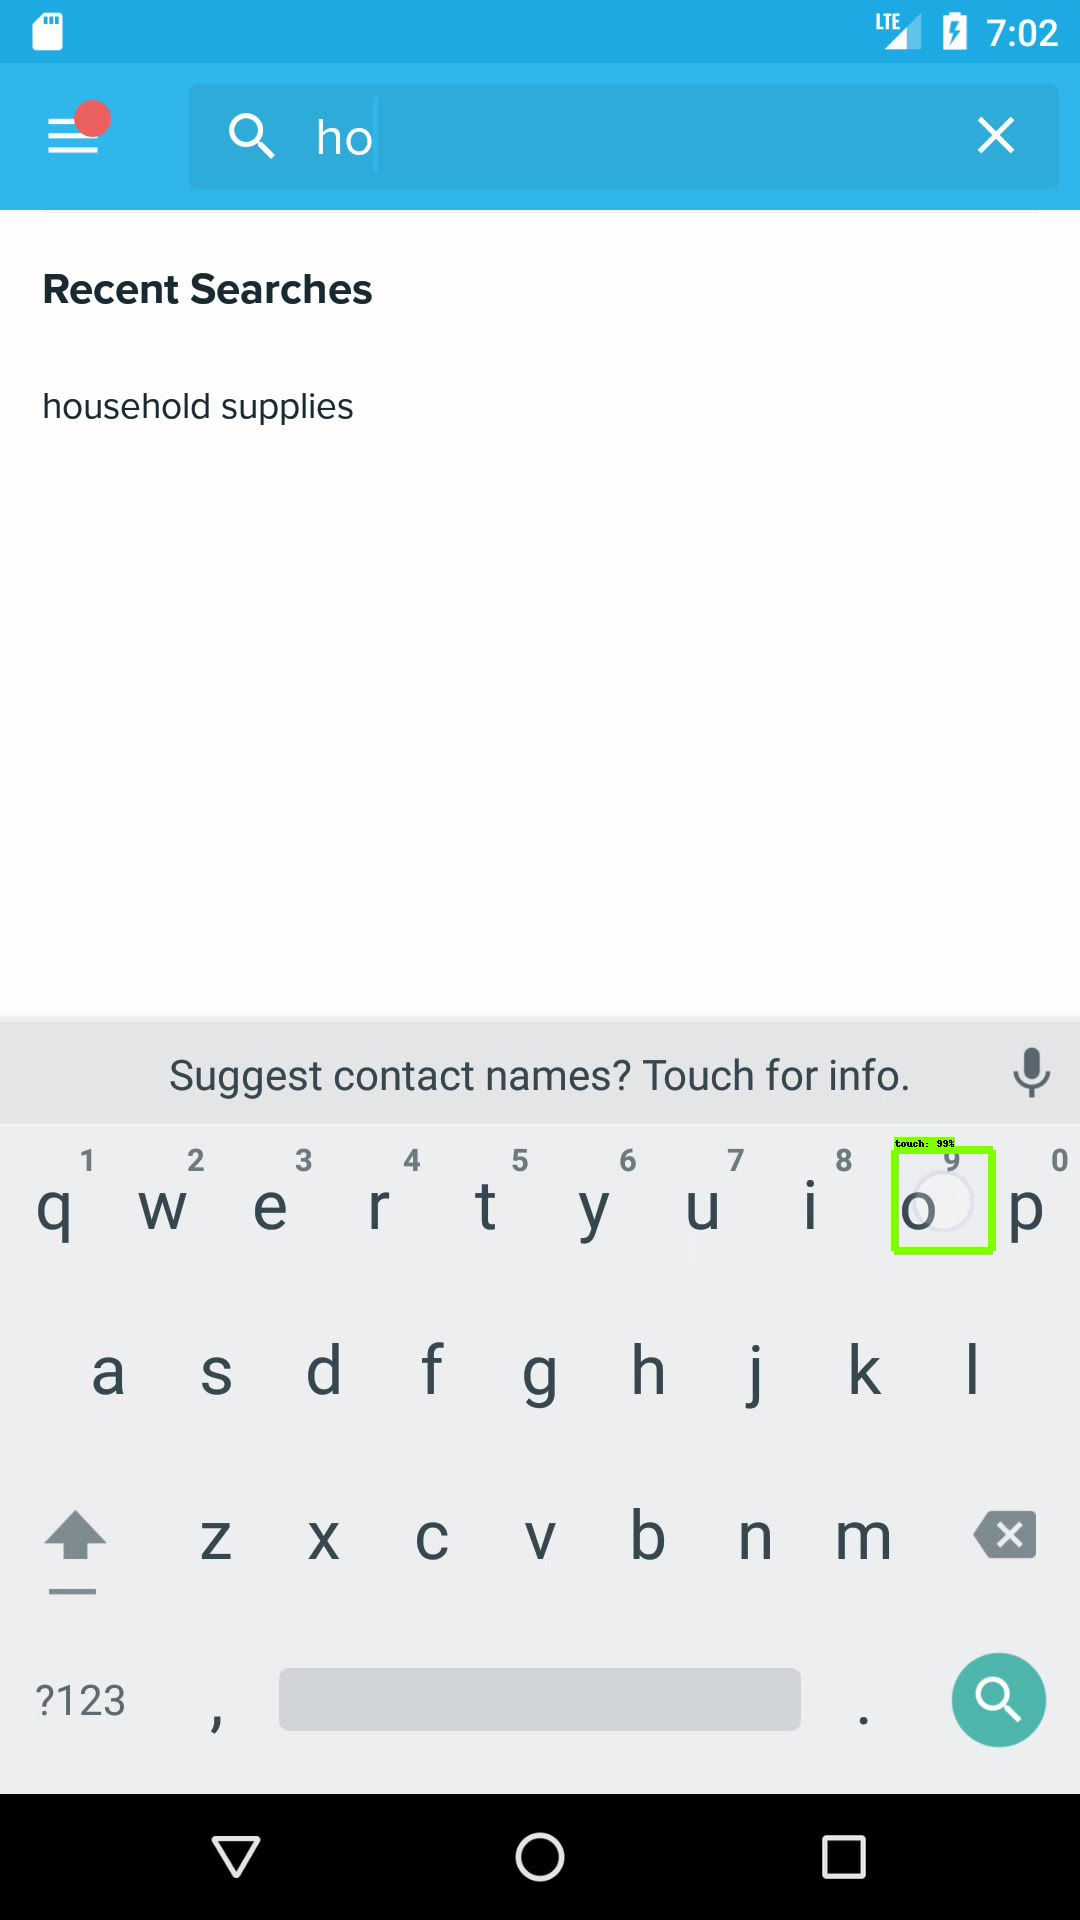 LTE 7:02
ho
Recent Searches
household supplies
Suggest contact names? Touch for info.
touch: 99%
1 2 3 4 5 6 7 8 9 0
q w e r t y u i o p
a s d f g h j k l
z x c v b n m
?123 , .